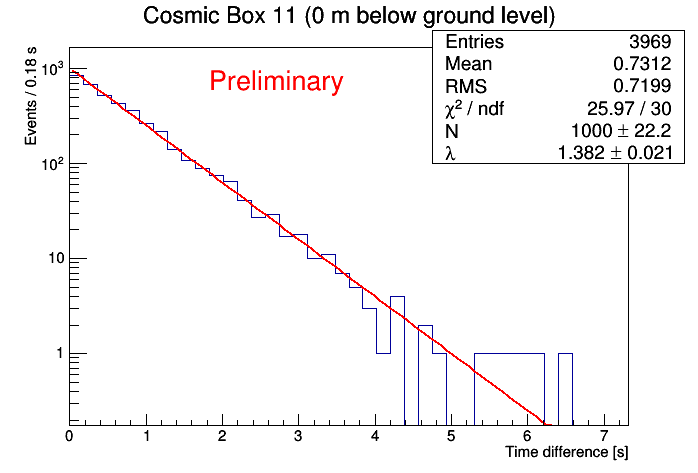 Cosmic Box 11 (0 m below ground level)
Entries 3969
Mean 0.7312
RMS 0.7199
χ² / ndf 25.97 / 30
N 1000 ± 22.2
λ 1.382 ± 0.021
Preliminary
Events / 0.18 s
10³
10²
10
1
0 1 2 3 4 5 6 7
Time difference [s]